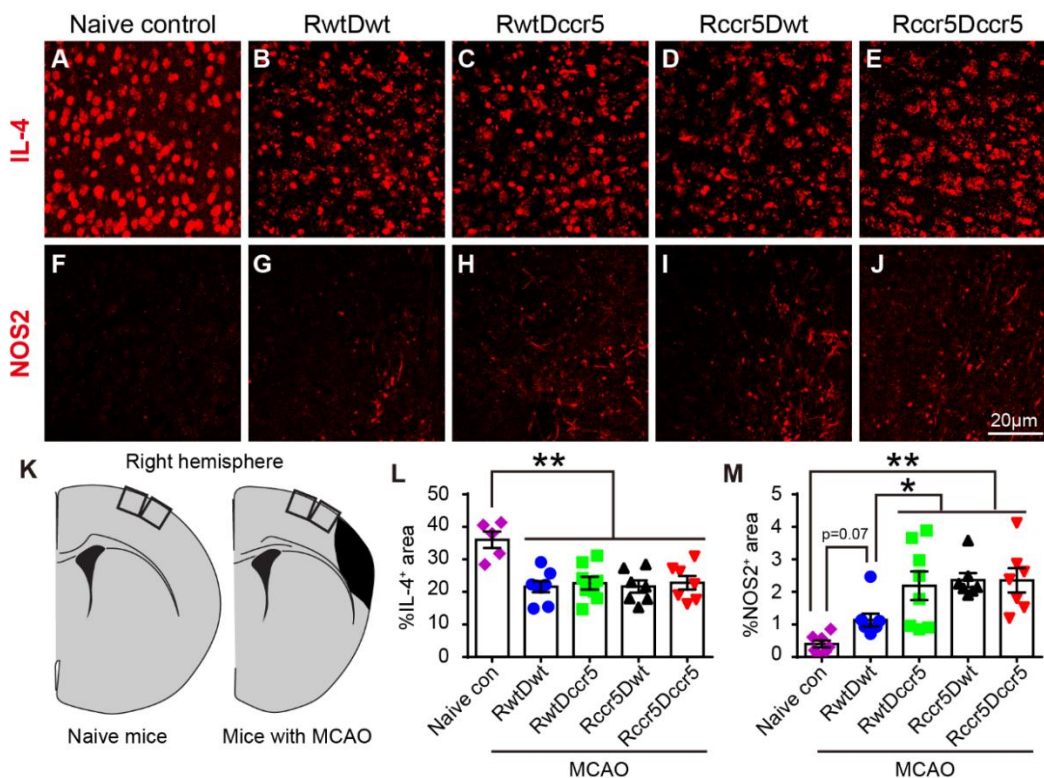 Naive control RwtDwt RwtDccr5 Rccr5Dwt Rccr5Dccr5
IL-4
A B C D E
NOS2
F G H I J
20μm
K
Right hemisphere
Naive mice
Mice with MCAO
L
**
%IL-4⁺ area
50
40
30
20
10
0
Naive con
RwtDwt
RwtDccr5
Rccr5Dwt
Rccr5Dccr5
MCAO
M
**
*
p=0.07
%NOS2⁺ area
5
4
3
2
1
0
Naive con
RwtDwt
RwtDccr5
Rccr5Dwt
Rccr5Dccr5
MCAO